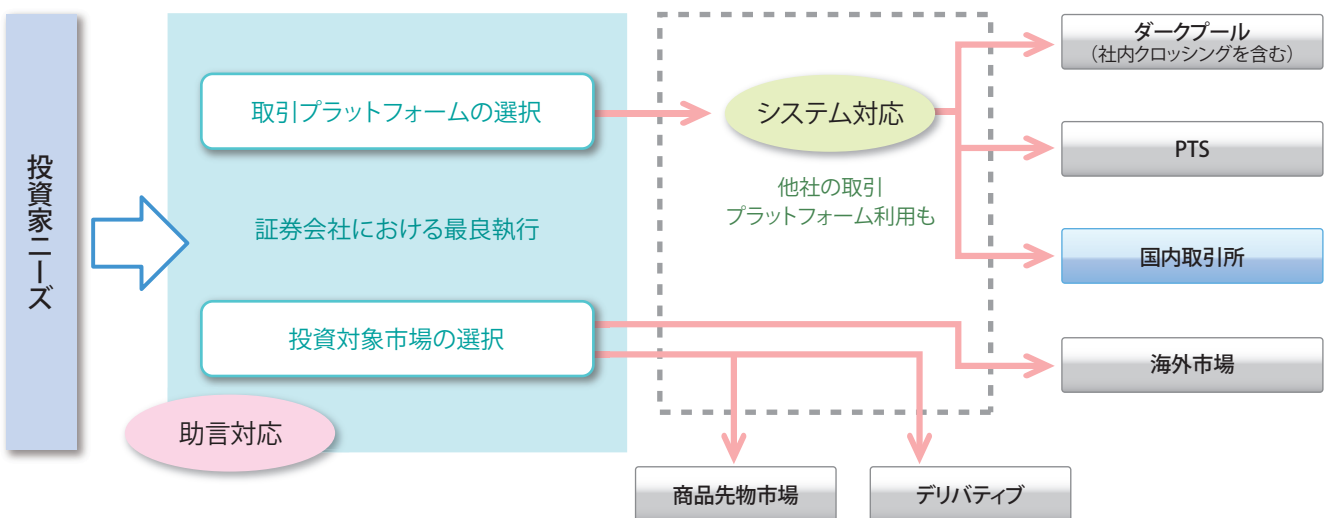 投資家ニーズ
取引プラットフォームの選択
証券会社における最良執行
投資対象市場の選択
助言対応
システム対応
他社の取引
プラットフォーム利用も
ダークプール
（社内クロッシングを含む）
PTS
国内取引所
海外市場
商品先物市場
デリバティブ